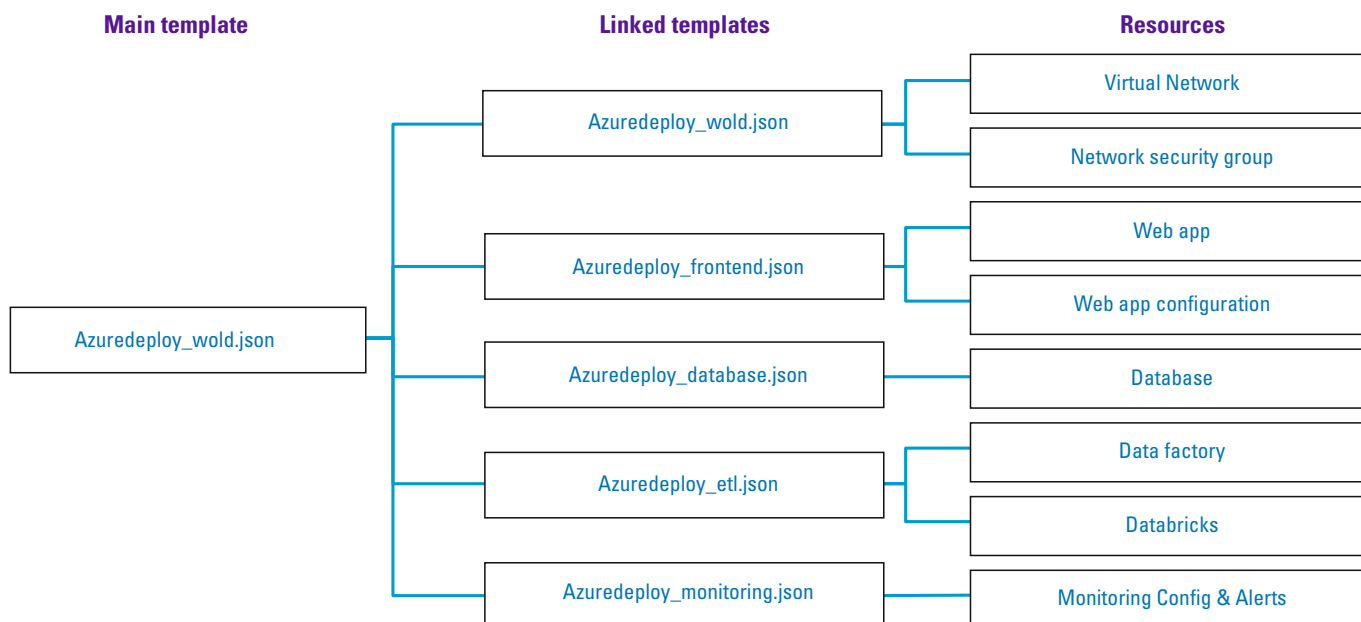 Main template
Linked templates
Resources
Azuredeploy_wold.json
Azuredeploy_wold.json
Azuredeploy_frontend.json
Azuredeploy_database.json
Azuredeploy_etl.json
Azuredeploy_monitoring.json
Virtual Network
Network security group
Web app
Web app configuration
Database
Data factory
Databricks
Monitoring Config & Alerts